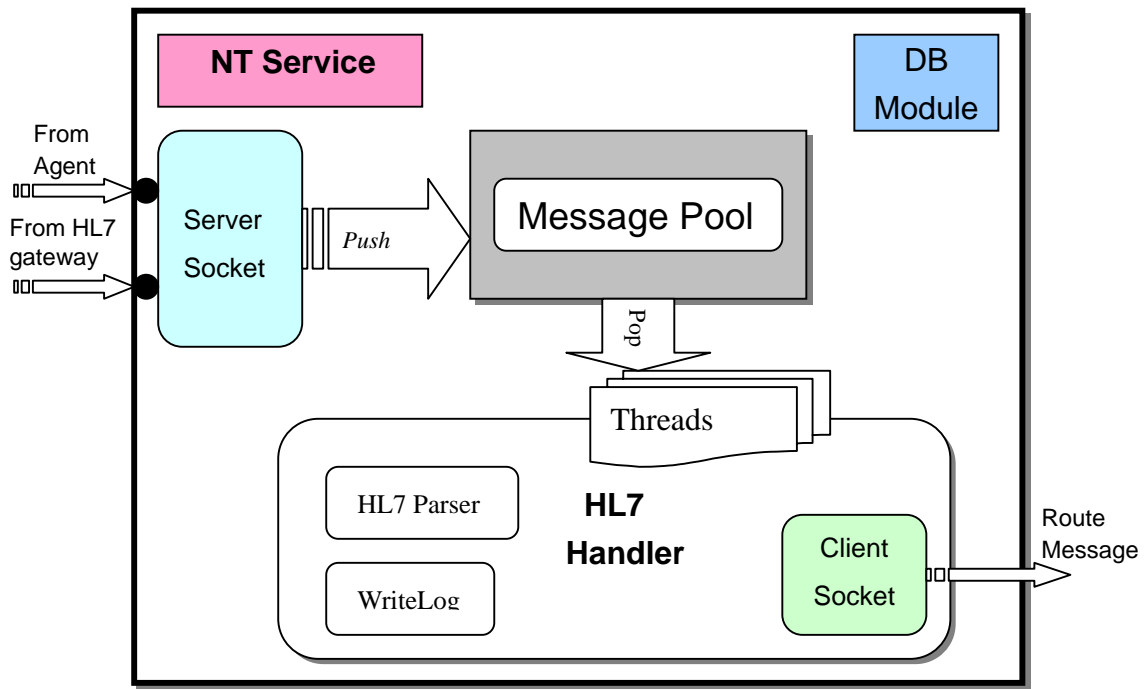 NT Service
DB
Module
From
Agent
From HL7
gateway
Server
Socket
Push
Message Pool
Pop
Threads
HL7 Parser
HL7
Handler
WriteLog
Client
Socket
Route
Message